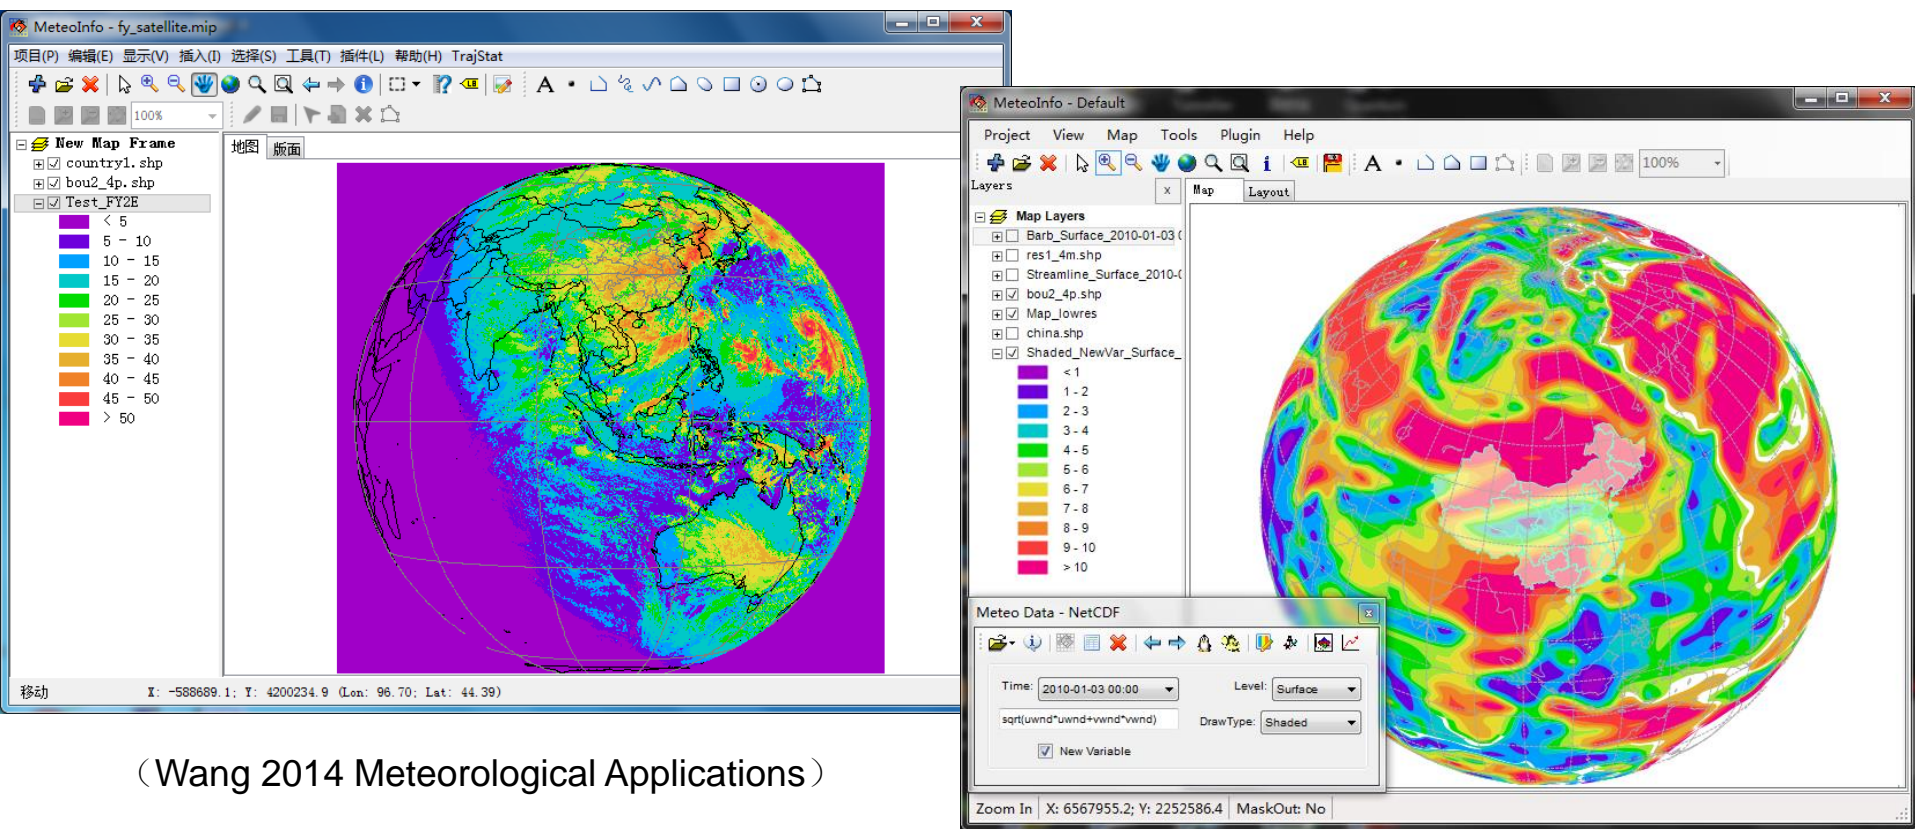 MeteoInfo - fy_satellite.mip
项目(P) 编辑(E) 显示(V) 插入(I) 选择(S) 工具(T) 插件(L) 帮助(H) TrajStat
LB A
100%
New Map Frame
country1.shp
bou2_4p.shp
Test_FY2E
< 5
5 - 10
10 - 15
15 - 20
20 - 25
25 - 30
30 - 35
35 - 40
40 - 45
45 - 50
> 50
地图 版面
移动 X: -588689.1; Y: 4200234.9 (Lon: 96.70; Lat: 44.39)
（Wang 2014 Meteorological Applications）
MeteoInfo - Default
Project View Map Tools Plugin Help
LB A 100%
Layers x
Map Layout
Map Layers
Barb_Surface_2010-01-03 0
res1_4m.shp
Streamline_Surface_2010-0
bou2_4p.shp
Map_lowres
china.shp
Shaded_NewVar_Surface_
< 1
1 - 2
2 - 3
3 - 4
4 - 5
5 - 6
6 - 7
7 - 8
8 - 9
9 - 10
> 10
Meteo Data - NetCDF
Time: 2010-01-03 00:00 Level: Surface
sqrt(uwnd*uwnd+vwnd*vwnd) DrawType: Shaded
New Variable
Zoom In X: 6567955.2; Y: 2252586.4 MaskOut: No